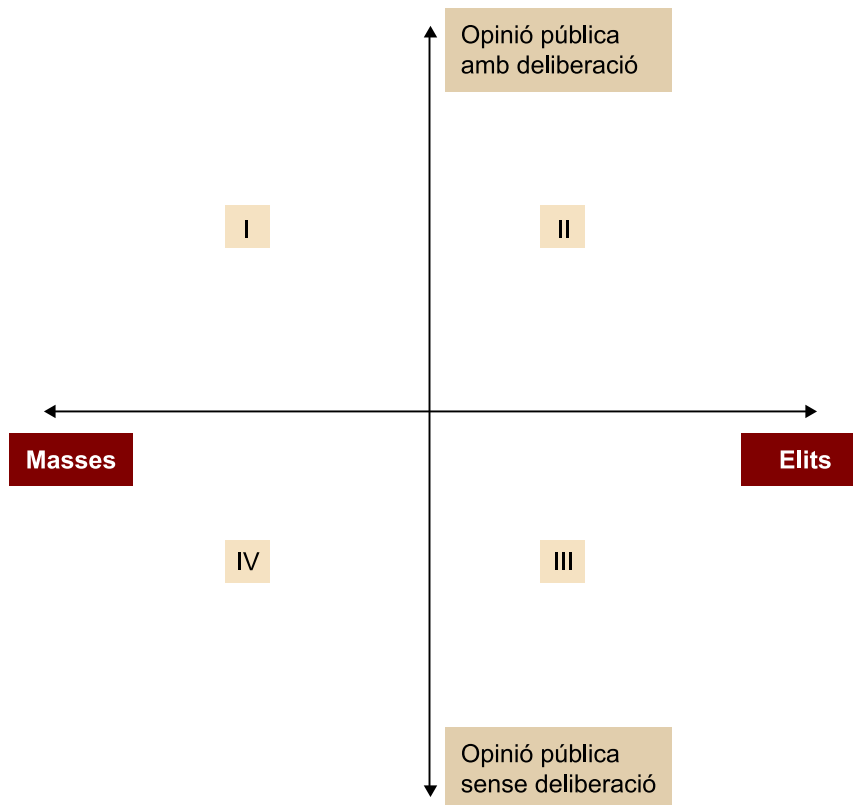 Opinió pública
amb deliberació
I
II
Masses
Elits
IV
III
Opinió pública
sense deliberació